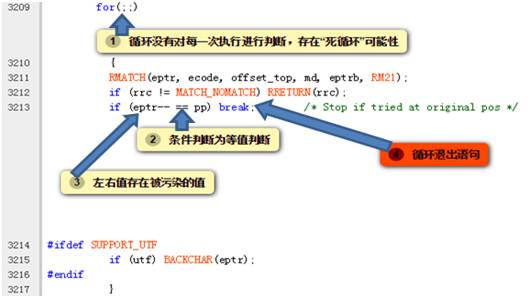 3209 for(;;)
1 循环没有对每一次执行进行判断，存在“死循环”可能性
3210 {
3211 RMATCH(eptr, ecode, offset_top, md, eptrb, RM21);
3212 if (rrc != MATCH_NOMATCH) RRETURN(rrc);
3213 if (eptr-- == pp) break; /* Stop if tried at original pos */
2 条件判断为等值判断
4 循环退出语句
3 左右值存在被污染的值
3214 #ifdef SUPPORT_UTF
3215 if (utf) BACKCHAR(eptr);
3216 #endif
3217 }